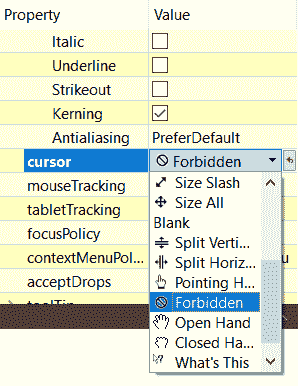 Property Value
Italic
Underline
Strikeout
Kerning
Antialiasing PreferDefault
cursor Forbidden
mouseTracking Size Slash
tabletTracking Size All
focusPolicy Blank
Split Verti...
contextMenuPol... Split Horiz...
acceptDrops Pointing H...
Forbidden
Open Hand
Closed Ha...
What's This